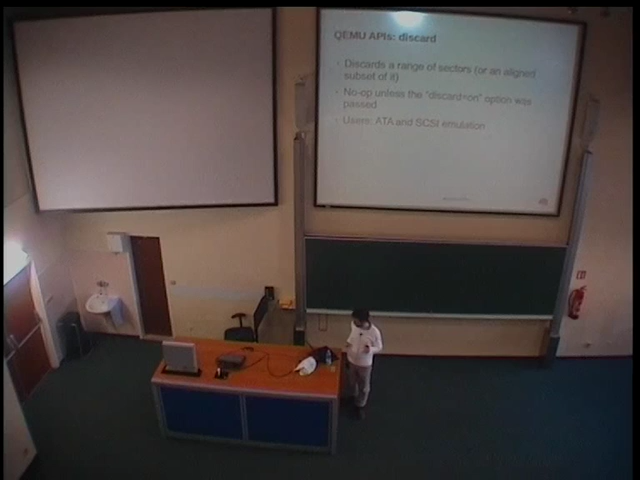 QEMU APIs: discard
· Discards a range of sectors (or an aligned
subset of it)
· No-op unless the "discard=on" option was
passed
· Users: ATA and SCSI emulation